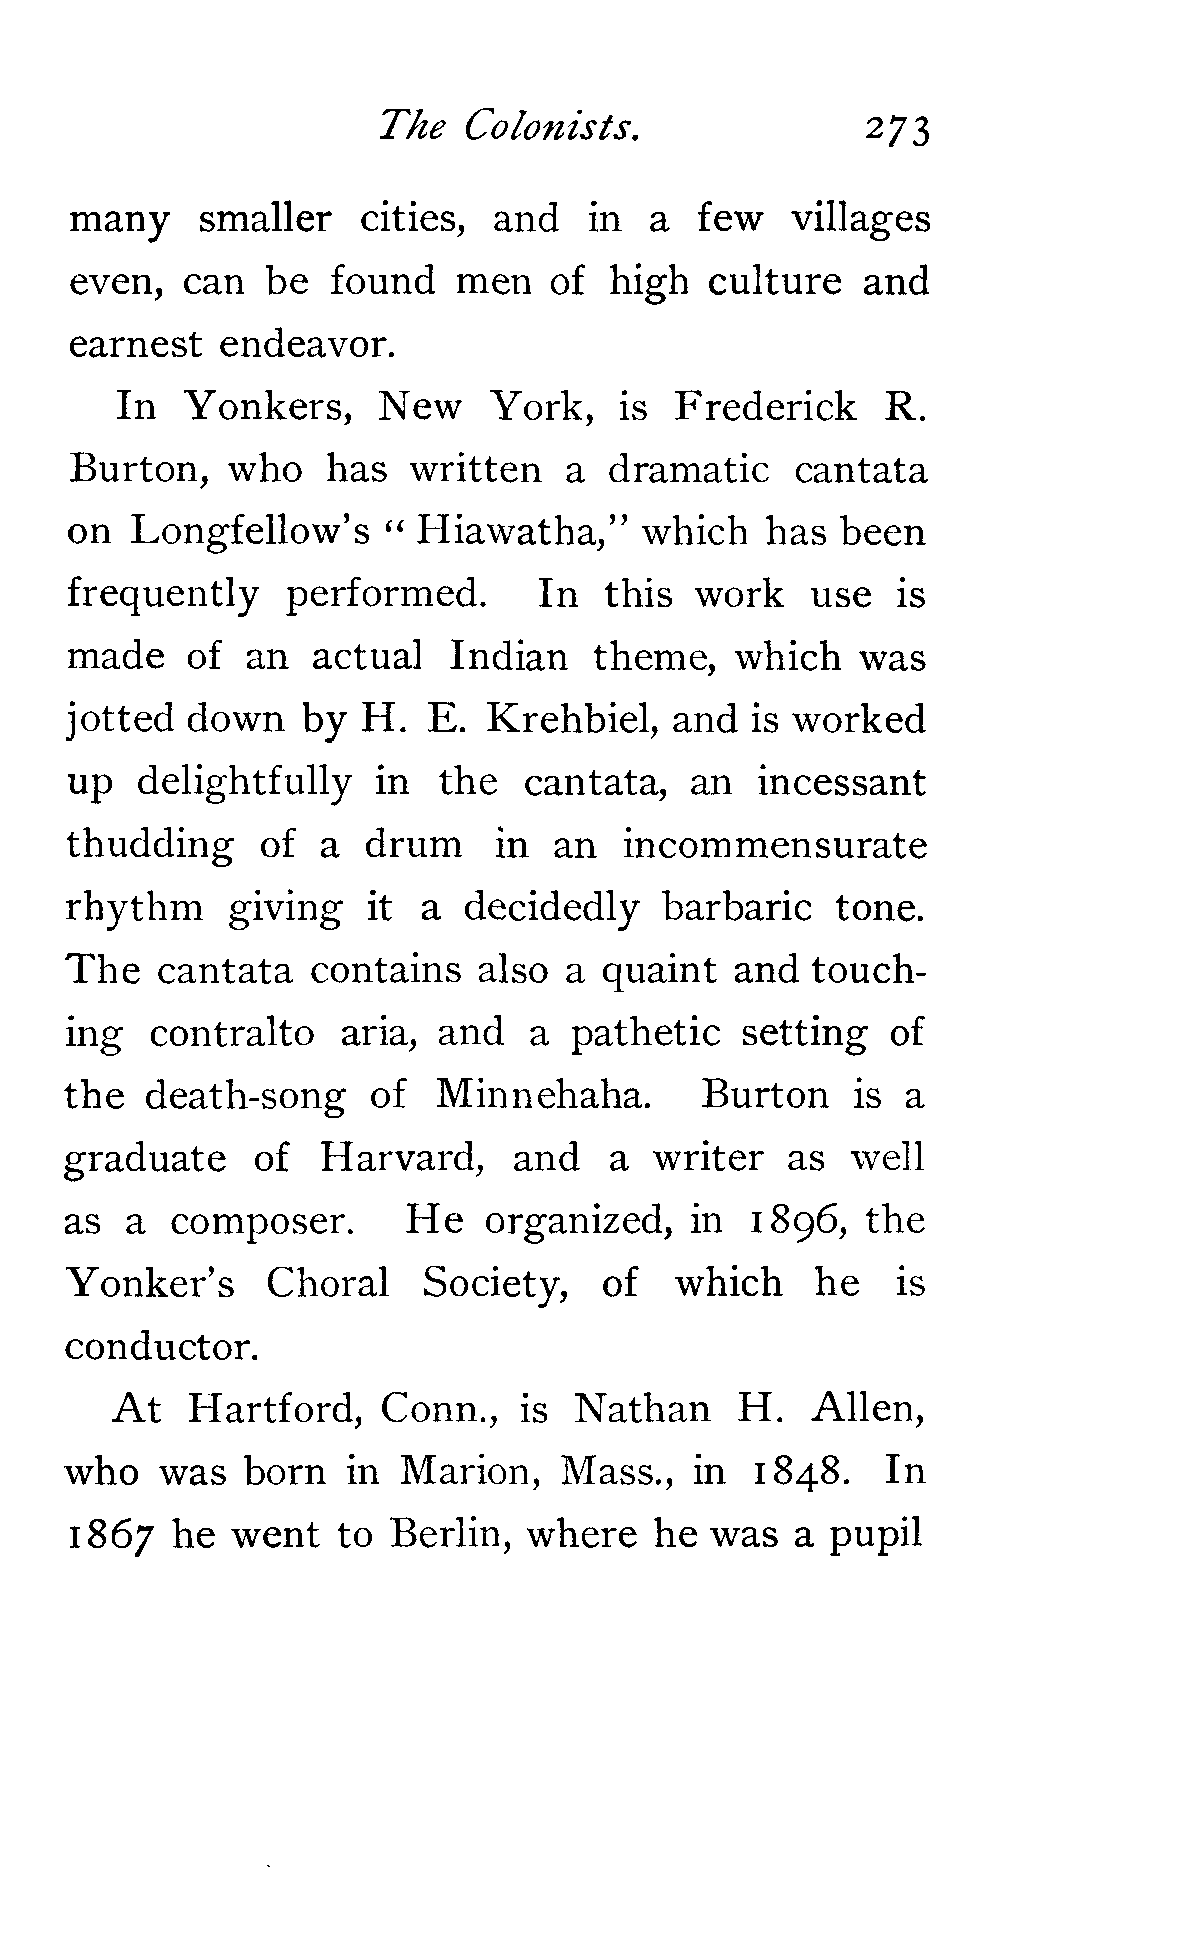 The Colonists. 273
many smaller cities, and in a few villages
even, can be found men of high culture and
earnest endeavor.
In Yonkers, New York, is Frederick R.
Burton, who has written a dramatic cantata
on Longfellow's “ Hiawatha,” which has been
frequently performed. In this work use is
made of an actual Indian theme, which was
jotted down by H. E. Krehbiel, and is worked
up delightfully in the cantata, an incessant
thudding of a drum in an incommensurate
rhythm giving it a decidedly barbaric tone.
The cantata contains also a quaint and touch-
ing contralto aria, and a pathetic setting of
the death-song of Minnehaha. Burton is a
graduate of Harvard, and a writer as well
as a composer. He organized, in 1896, the
Yonker's Choral Society, of which he is
conductor.
At Hartford, Conn., is Nathan H. Allen,
who was born in Marion, Mass., in 1848. In
1867 he went to Berlin, where he was a pupil